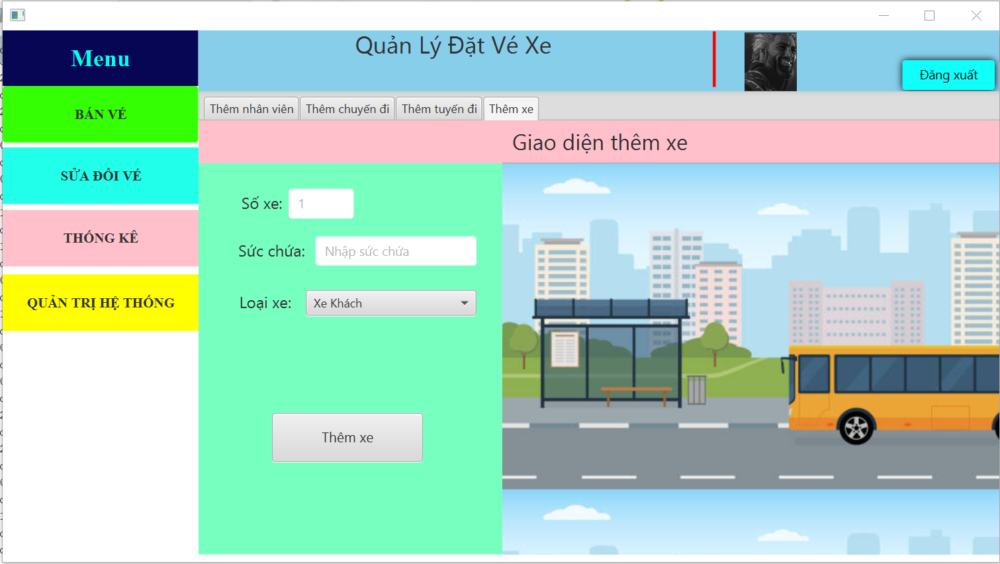 Menu
Quản Lý Đặt Vé Xe
Đăng xuất
BÁN VÉ
SỬA ĐỔI VÉ
THỐNG KÊ
QUẢN TRỊ HỆ THỐNG
Thêm nhân viên
Thêm chuyến đi
Thêm tuyến đi
Thêm xe
Giao diện thêm xe
Số xe: 1
Sức chứa: Nhập sức chứa
Loại xe: Xe Khách
Thêm xe